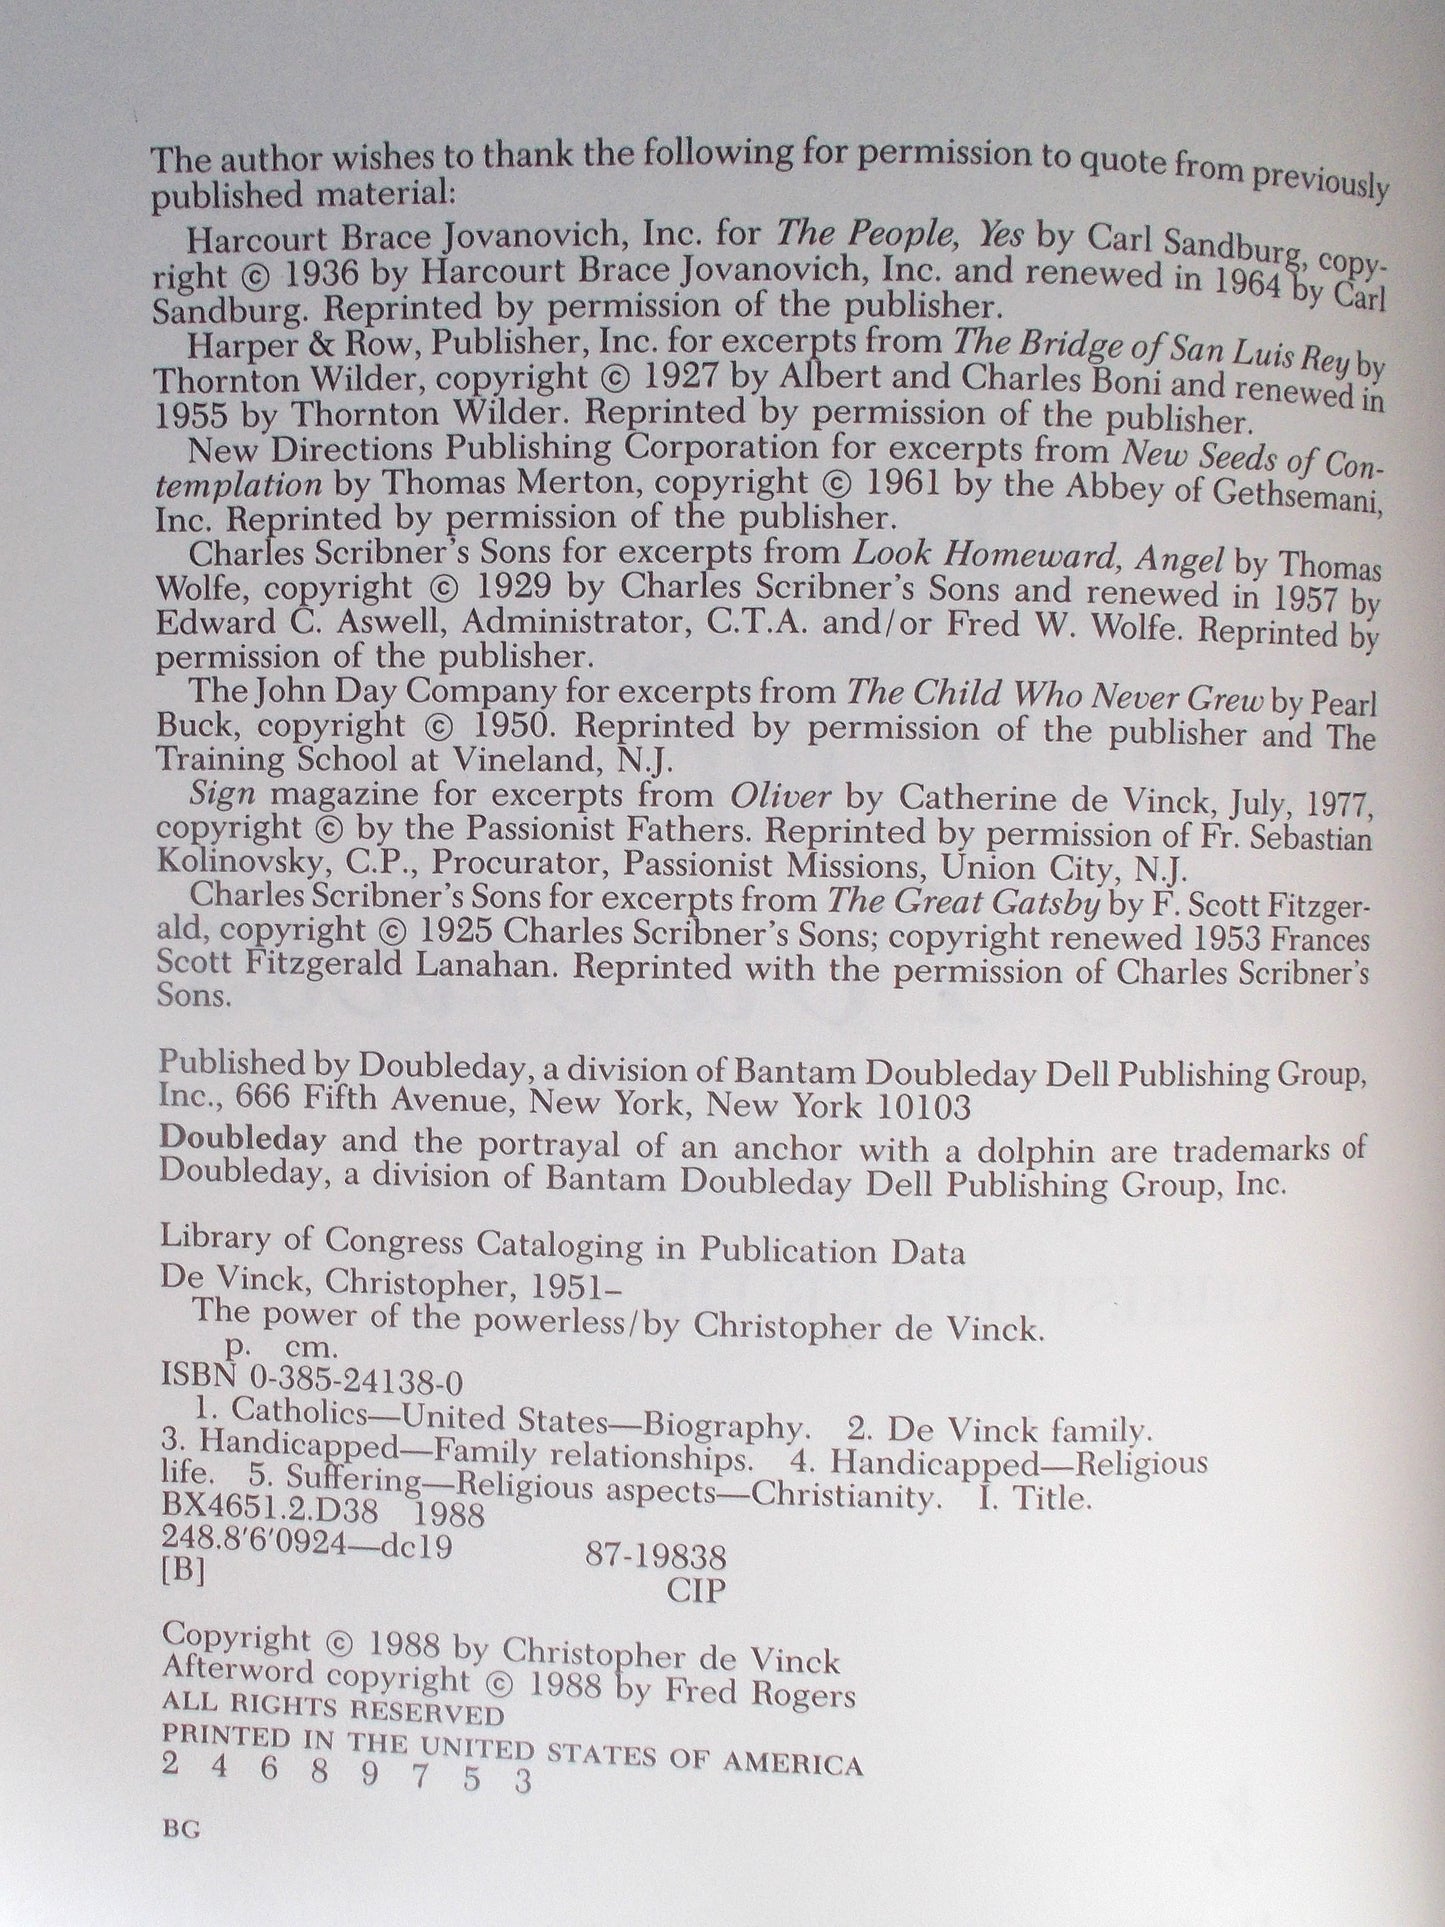 The author wishes to thank the following for permission to quote from previously
published material:
Harcourt Brace Jovanovich, Inc. for The People, Yes by Carl Sandburg, copy-
right © 1936 by Harcourt Brace Jovanovich, Inc. and renewed in 1964 by Carl
Sandburg. Reprinted by permission of the publisher.
Harper & Row, Publisher, Inc. for excerpts from The Bridge of San Luis Rey by
Thornton Wilder, copyright © 1927 by Albert and Charles Boni and renewed in
1955 by Thornton Wilder. Reprinted by permission of the publisher.
New Directions Publishing Corporation for excerpts from New Seeds of Con-
templation by Thomas Merton, copyright © 1961 by the Abbey of Gethsemani,
Inc. Reprinted by permission of the publisher.
Charles Scribner's Sons for excerpts from Look Homeward, Angel by Thomas
Wolfe, copyright © 1929 by Charles Scribner's Sons and renewed in 1957 by
Edward C. Aswell, Administrator, C.T.A. and/or Fred W. Wolfe. Reprinted by
permission of the publisher.
The John Day Company for excerpts from The Child Who Never Grew by Pearl
Buck, copyright © 1950. Reprinted by permission of the publisher and The
Training School at Vineland, N.J.
Sign magazine for excerpts from Oliver by Catherine de Vinck, July, 1977,
copyright © by the Passionist Fathers. Reprinted by permission of Fr. Sebastian
Kolinovsky, C.P., Procurator, Passionist Missions, Union City, N.J.
Charles Scribner's Sons for excerpts from The Great Gatsby by F. Scott Fitzger-
ald, copyright © 1925 Charles Scribner's Sons; copyright renewed 1953 Frances
Scott Fitzgerald Lanahan. Reprinted with the permission of Charles Scribner's
Sons.
Published by Doubleday, a division of Bantam Doubleday Dell Publishing Group,
Inc., 666 Fifth Avenue, New York, New York 10103
Doubleday and the portrayal of an anchor with a dolphin are trademarks of
Doubleday, a division of Bantam Doubleday Dell Publishing Group, Inc.
Library of Congress Cataloging in Publication Data
De Vinck, Christopher, 1951–
The power of the powerless/by Christopher de Vinck.
p. cm.
ISBN 0-385-24138-0
1. Catholics—United States—Biography. 2. De Vinck family.
3. Handicapped—Family relationships. 4. Handicapped—Religious
life. 5. Suffering—Religious aspects—Christianity. I. Title.
BX4651.2.D38 1988
248.8'6'0924—dc19 87-19838
[B] CIP
Copyright © 1988 by Christopher de Vinck
Afterword copyright © 1988 by Fred Rogers
ALL RIGHTS RESERVED
PRINTED IN THE UNITED STATES OF AMERICA
2 4 6 8 9 7 5 3
BG